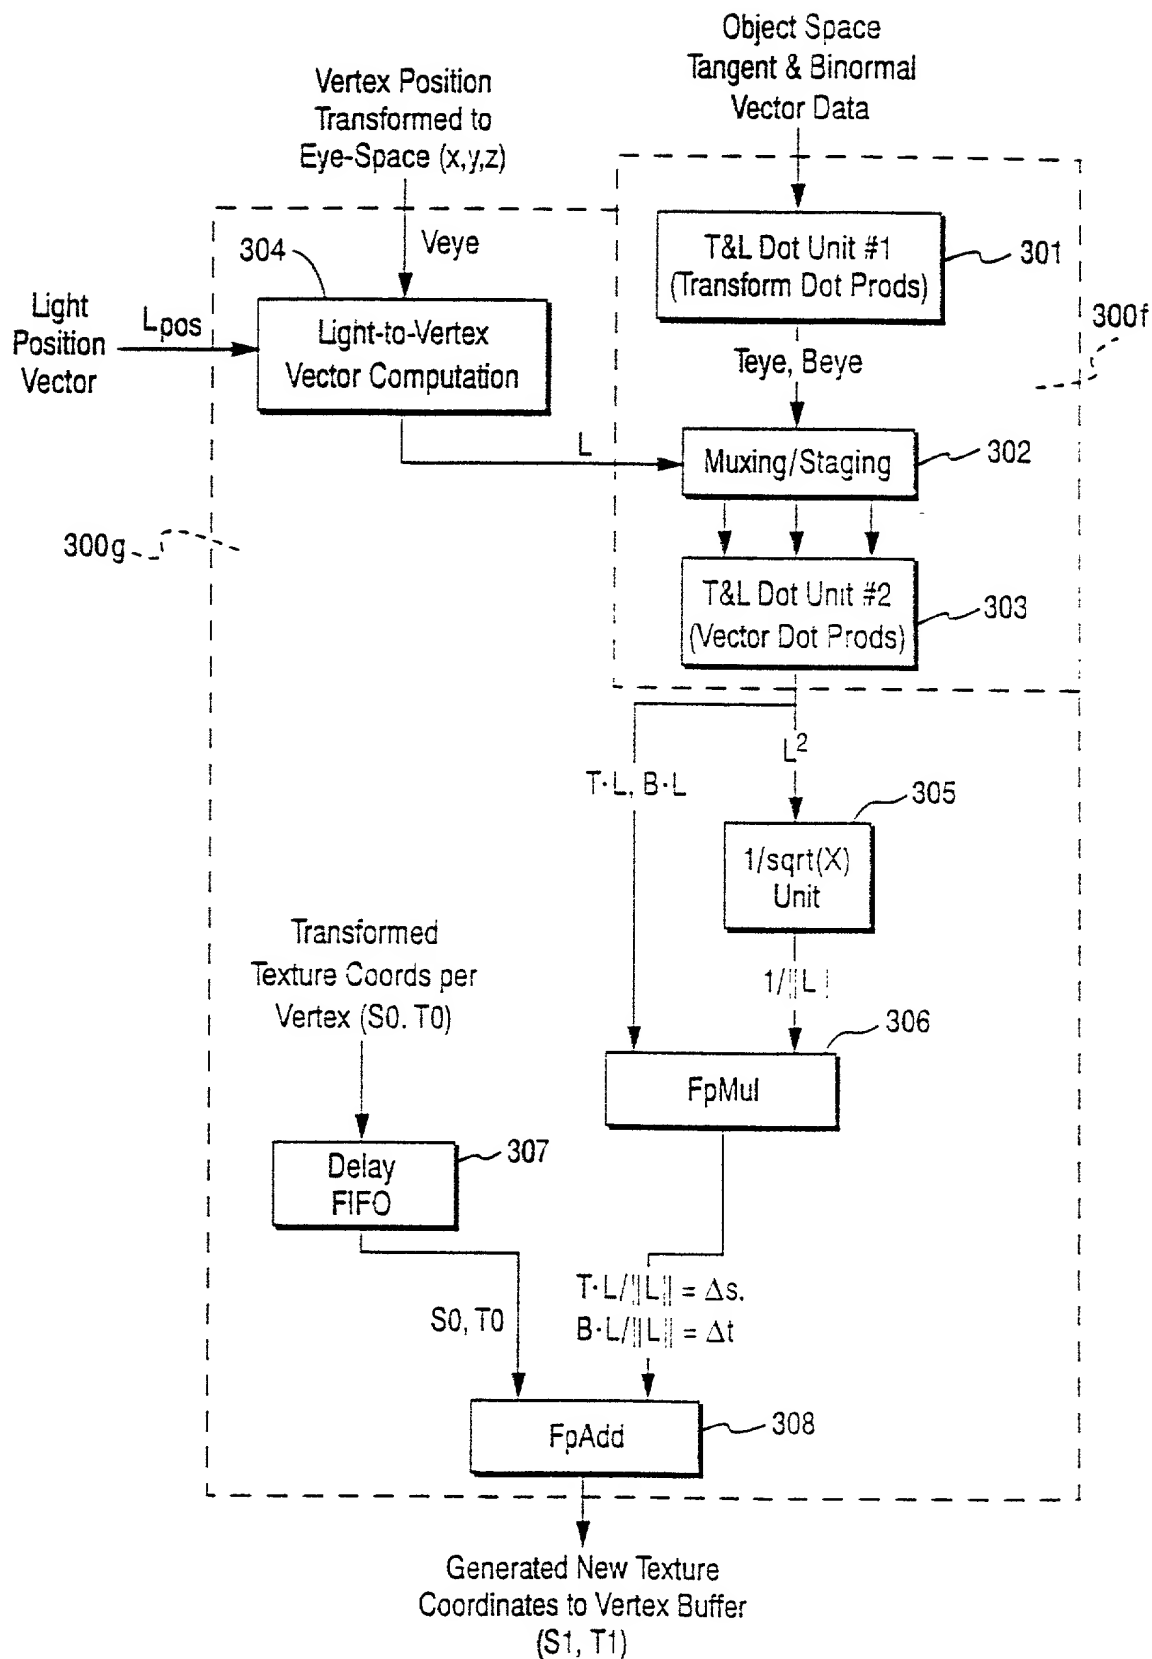 Object Space
Tangent & Binormal
Vector Data
Vertex Position
Transformed to
Eye-Space (x,y,z)
304
Veye
T&L Dot Unit #1
(Transform Dot Prods)
301
Light
Position
Vector
Lpos
Light-to-Vertex
Vector Computation
300f
Teye, Beye
L
Muxing/Staging
302
300g
T&L Dot Unit #2
(Vector Dot Prods)
303
L²
T·L, B·L
305
1/sqrt(X)
Unit
Transformed
Texture Coords per
Vertex (S0. T0)
1/||L|
306
FpMul
Delay
FIFO
307
S0, T0
T·L/||L|| = Δs.
B·L/||L|| = Δt
FpAdd
308
Generated New Texture
Coordinates to Vertex Buffer
(S1, T1)